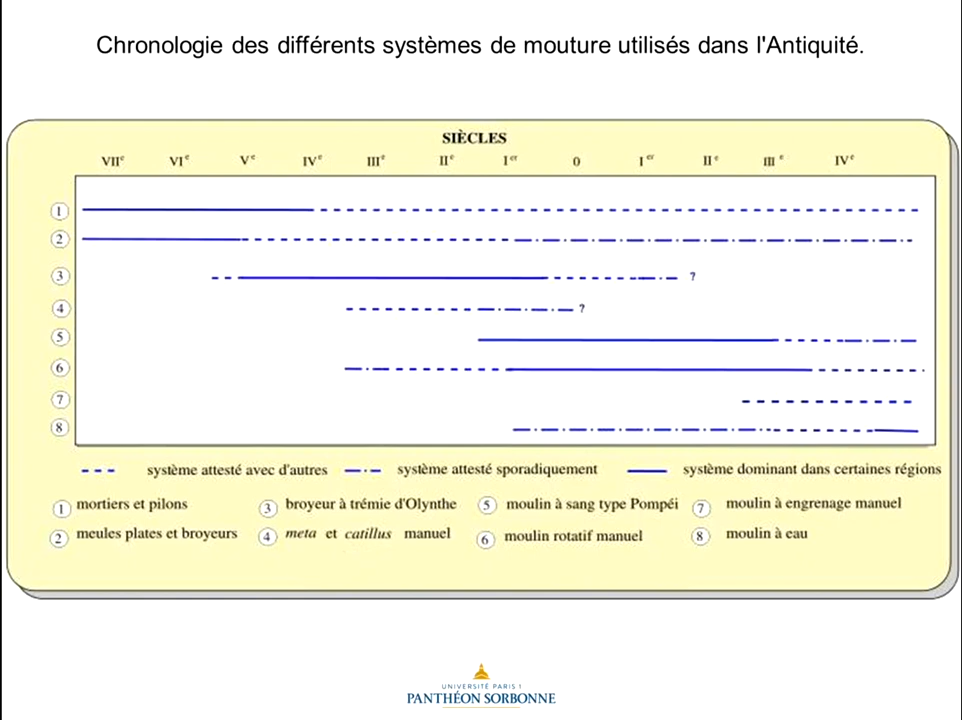 Chronologie des différents systèmes de mouture utilisés dans l'Antiquité.
SIÈCLES
VIIe VIe Ve IVe IIIe IIe Ier 0 Ier IIe IIIe IVe
1
2
3 ?
4 ?
5
6
7
8
système attesté avec d'autres système attesté sporadiquement système dominant dans certaines régions
1 mortiers et pilons 3 broyeur à trémie d'Olynthe 5 moulin à sang type Pompéi 7 moulin à engrenage manuel
2 meules plates et broyeurs 4 meta et catillus manuel 6 moulin rotatif manuel 8 moulin à eau
UNIVERSITÉ PARIS 1
PANTHÉON SORBONNE